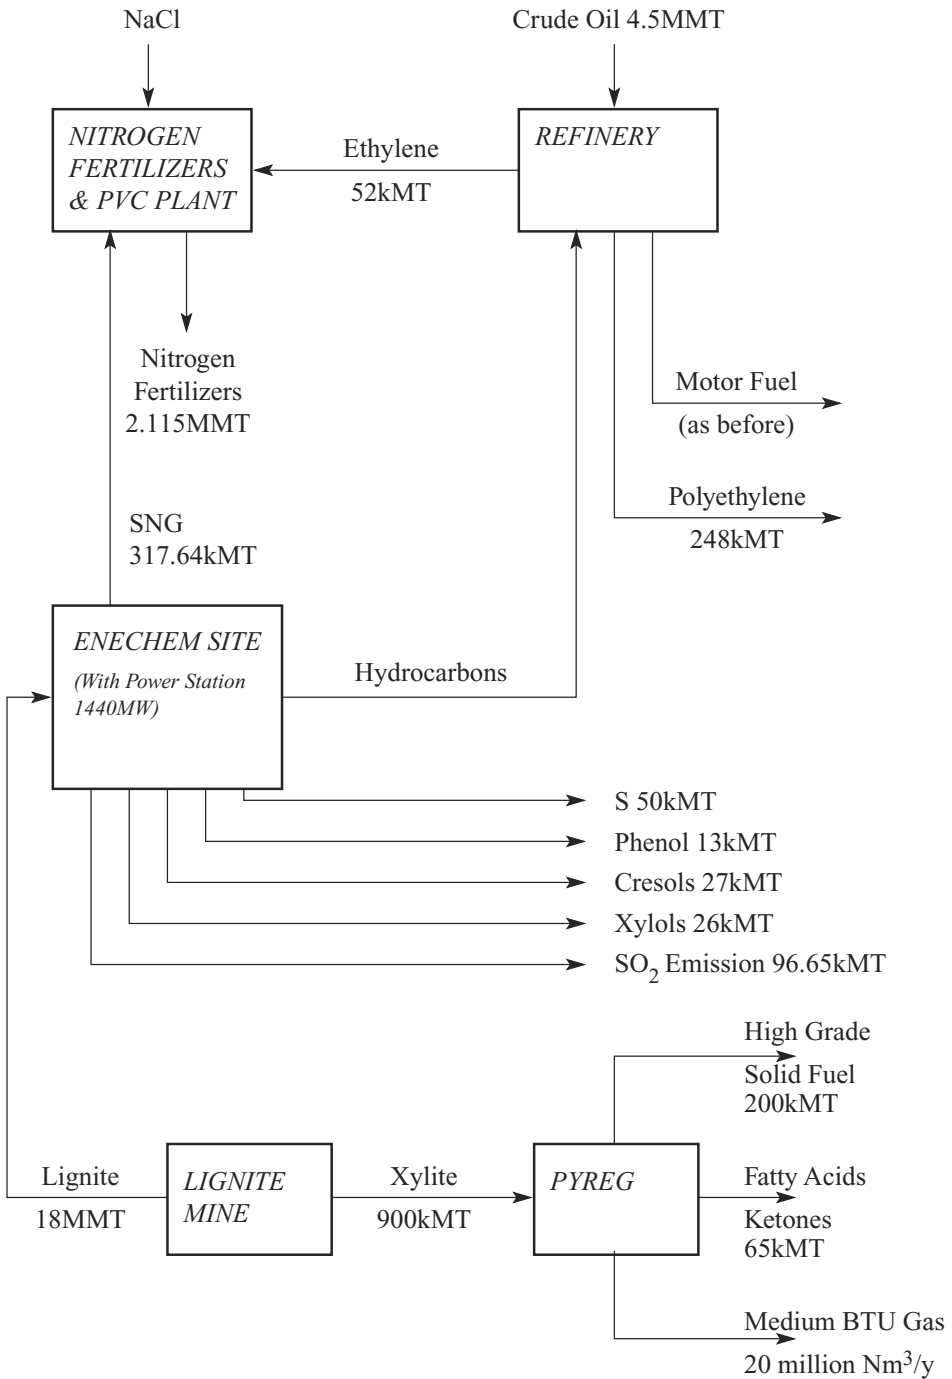 NaCl
Crude Oil 4.5MMT
NITROGEN
FERTILIZERS
& PVC PLANT
Ethylene
52kMT
REFINERY
Nitrogen
Fertilizers
2.115MMT
Motor Fuel
(as before)
Polyethylene
248kMT
SNG
317.64kMT
ENECHEM SITE
(With Power Station
1440MW)
Hydrocarbons
S 50kMT
Phenol 13kMT
Cresols 27kMT
Xylols 26kMT
SO2 Emission 96.65kMT
High Grade
Solid Fuel
200kMT
Lignite
18MMT
LIGNITE
MINE
Xylite
900kMT
PYREG
Fatty Acids
Ketones
65kMT
Medium BTU Gas
20 million Nm3/y